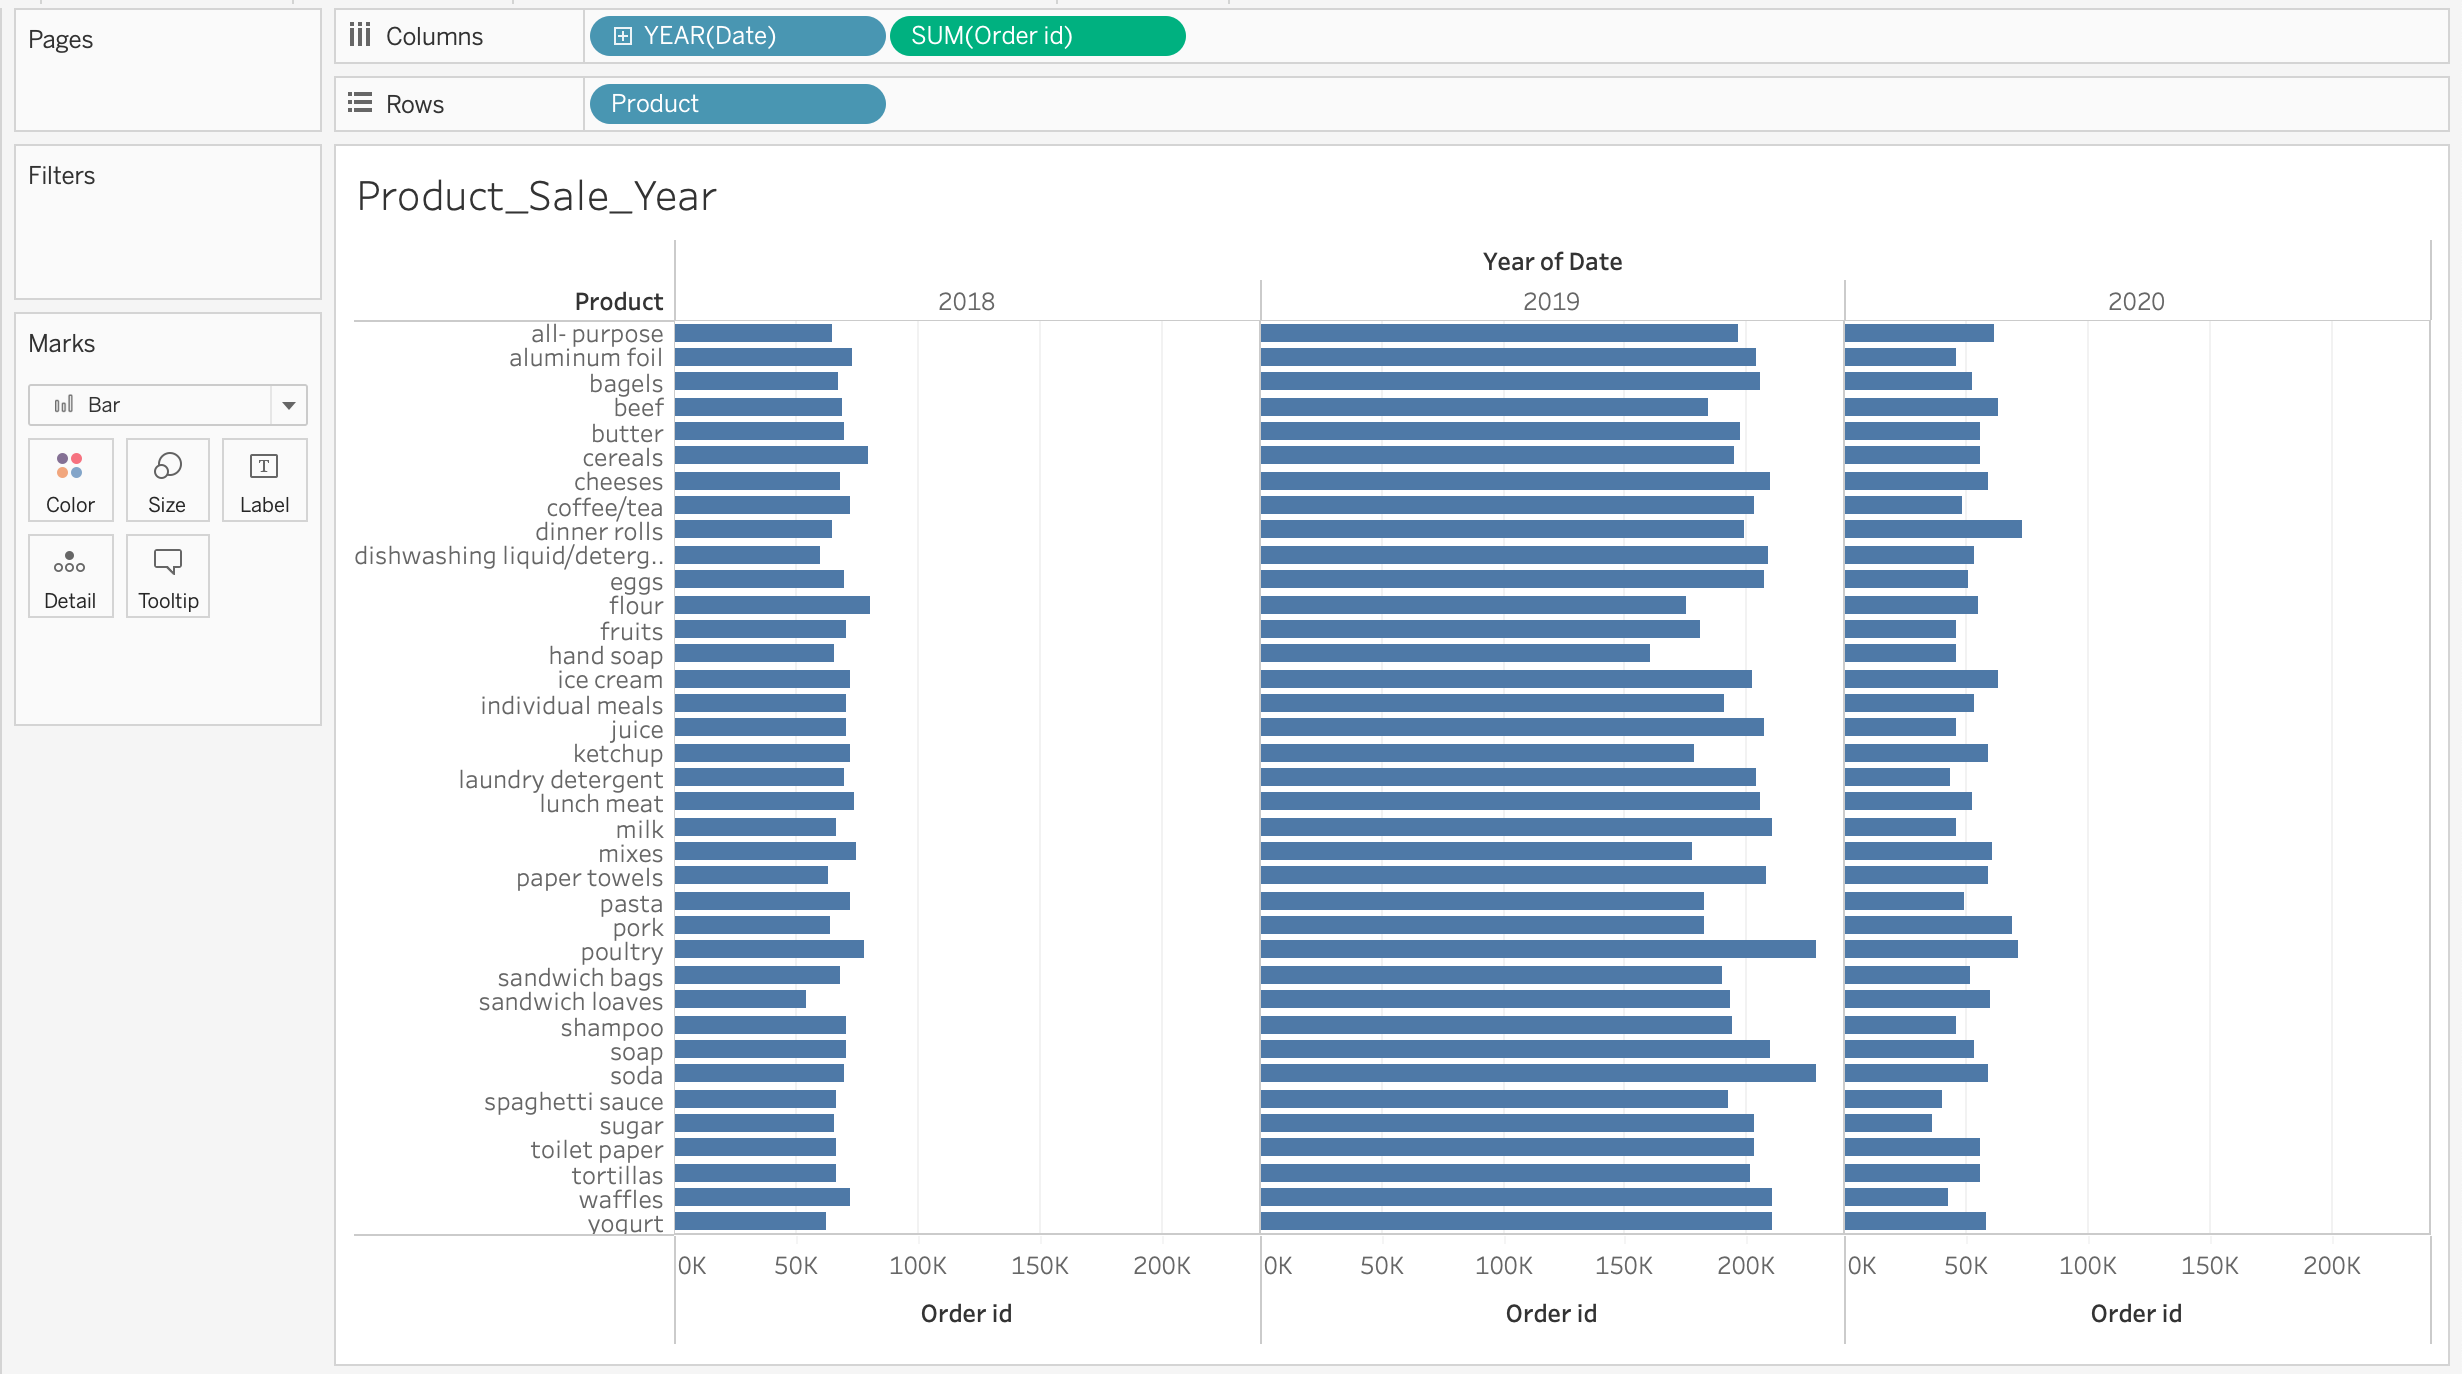 Pages
Columns
YEAR(Date)
SUM(Order id)
Rows
Product
Filters
Marks
Bar
Color
Size
Label
Detail
Tooltip
Product_Sale_Year
Year of Date
Product
2018
2019
2020
all- purpose
aluminum foil
bagels
beef
butter
cereals
cheeses
coffee/tea
dinner rolls
dishwashing liquid/deterg..
eggs
flour
fruits
hand soap
ice cream
individual meals
juice
ketchup
laundry detergent
lunch meat
milk
mixes
paper towels
pasta
pork
poultry
sandwich bags
sandwich loaves
shampoo
soap
soda
spaghetti sauce
sugar
toilet paper
tortillas
waffles
yogurt
0K 50K 100K 150K 200K 0K 50K 100K 150K 200K 0K 50K 100K 150K 200K
Order id Order id Order id